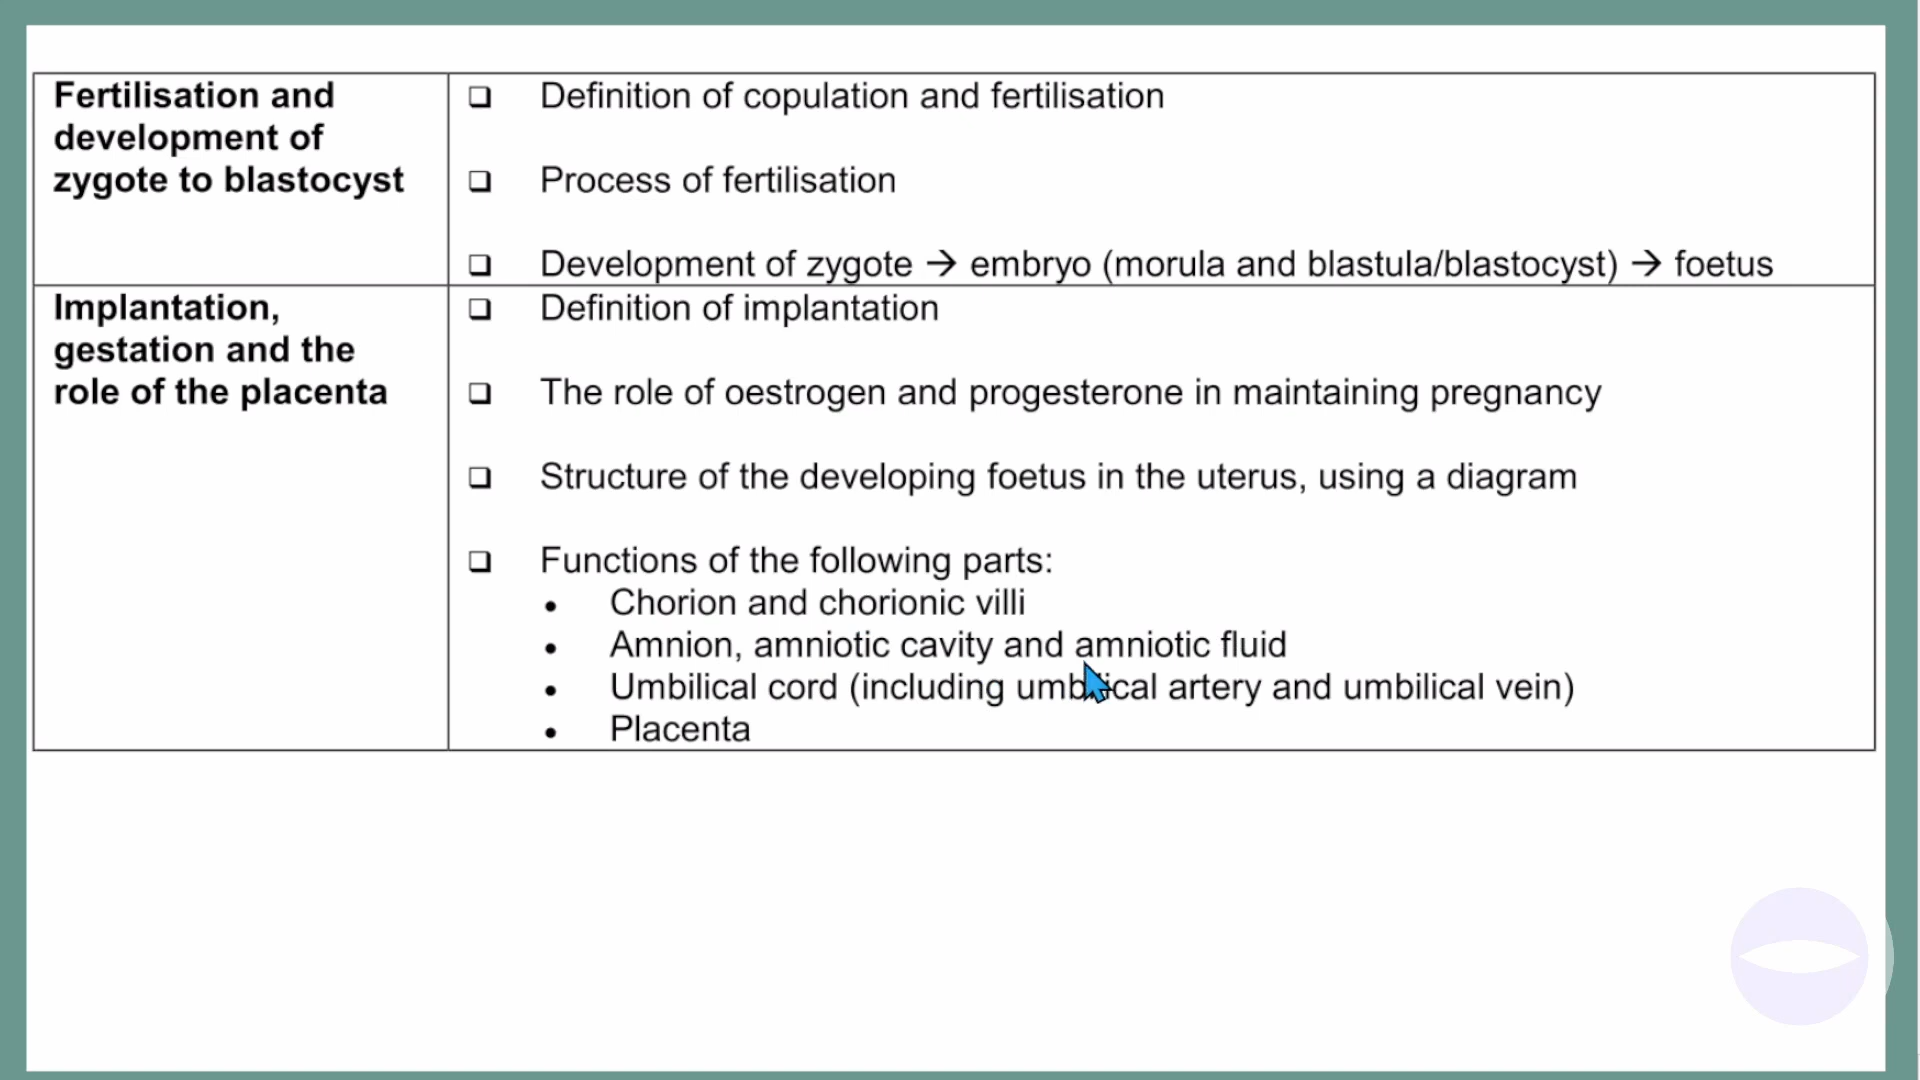 Fertilisation and
development of
zygote to blastocyst
❑ Definition of copulation and fertilisation
❑ Process of fertilisation
❑ Development of zygote → embryo (morula and blastula/blastocyst) → foetus
Implantation,
gestation and the
role of the placenta
❑ Definition of implantation
❑ The role of oestrogen and progesterone in maintaining pregnancy
❑ Structure of the developing foetus in the uterus, using a diagram
❑ Functions of the following parts:
• Chorion and chorionic villi
• Amnion, amniotic cavity and amniotic fluid
• Umbilical cord (including umbilical artery and umbilical vein)
• Placenta